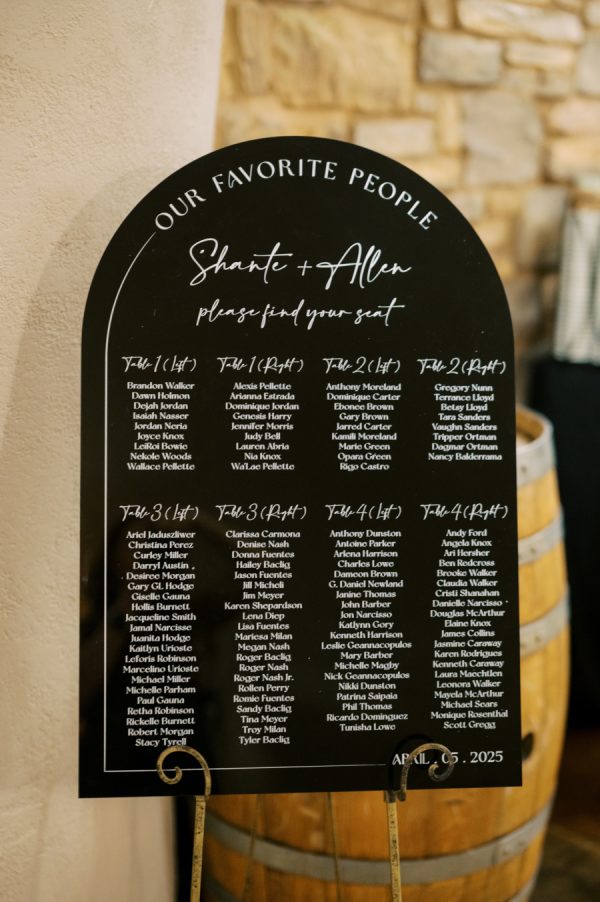 OUR FAVORITE PEOPLE
Shante + Allen
please find your seat
Table 1 (Left)
Brandon Walker
Dawn Holmon
Dejah Jordan
Isaiah Nasser
Jordan Neria
Joyce Knox
LeiRoi Bowie
Nekole Woods
Wallace Pellette
Table 1 (Right)
Alexis Pellette
Arianna Estrada
Dominique Jordan
Genesis Harry
Jennifer Morris
Judy Bell
Lauren Abria
Nia Knox
Wa'Lae Pellette
Table 2 (Left)
Anthony Moreland
Dominique Carter
Ebonee Brown
Gary Brown
Jarred Carter
Kamili Moreland
Marie Green
Opara Green
Rigo Castro
Table 2 (Right)
Gregory Nunn
Terrance Lloyd
Betsy Lloyd
Tara Sanders
Vaughn Sanders
Tripper Ortman
Dagmar Ortman
Nancy Balderrama
Table 3 (Left)
Ariel Jaduszliwer
Christina Perez
Curley Miller
Darryl Austin
Desiree Morgan
Gary GL Hodge
Giselle Gauna
Hollis Burnett
Jacqueline Smith
Jamal Narcisse
Juanita Hodge
Kaitlyn Urioste
Leforis Robinson
Marcelino Urioste
Michael Miller
Michelle Parham
Paul Gauna
Retha Robinson
Rickelle Burnett
Robert Morgan
Stacy Tyrell
Table 3 (Right)
Clarissa Carmona
Denise Nash
Donna Fuentes
Hailey Baclig
Jason Fuentes
Jill Micheli
Jim Meyer
Karen Shepardson
Lena Diep
Lisa Fuentes
Mariesa Milan
Megan Nash
Roger Baclig
Roger Nash
Roger Nash Jr.
Rollen Perry
Romie Fuentes
Sandy Baclig
Tina Meyer
Troy Milan
Tyler Baclig
Table 4 (Left)
Anthony Dunston
Antoine Parker
Arlena Harrison
Charles Lowe
Dameon Brown
G. Daniel Newland
Janine Thomas
John Barber
Jon Narcisso
Katlynn Gory
Kenneth Harrison
Leslie Geannacopulos
Mary Barber
Michelle Magby
Nick Geannacopulos
Nikki Dunston
Patrina Saipaia
Phil Thomas
Ricardo Dominguez
Tunisha Lowe
Table 4 (Right)
Andy Ford
Angela Knox
Ari Hersher
Ben Redcross
Brooke Walker
Claudia Walker
Cristi Shanahan
Danielle Narcisso
Douglas McArthur
Elaine Knox
James Collins
Jasmine Caraway
Karen Rodrigues
Kenneth Caraway
Laura Maechtlen
Leonora Walker
Mayela McArthur
Michael Sears
Monique Rosenthal
Scott Gregg
APRIL . 05 . 2025